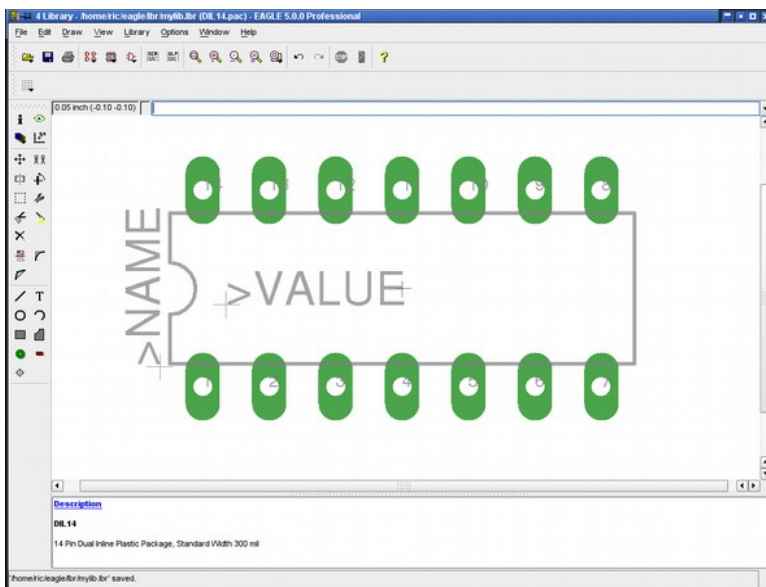 4 Library - /home/ric/eagle/lbr/mylib.lbr (DIL14.pac) - EAGLE 5.0.0 Professional
File Edit Draw View Library Options Window Help
0.05 inch (-0.10 -0.10)
14 13 12 11 10 9 8
>NAME
>VALUE
1 2 3 4 5 6 7
Description
DIL14
14 Pin Dual Inline Plastic Package, Standard Width 300 mil
'/home/ric/eagle/lbr/mylib.lbr' saved.